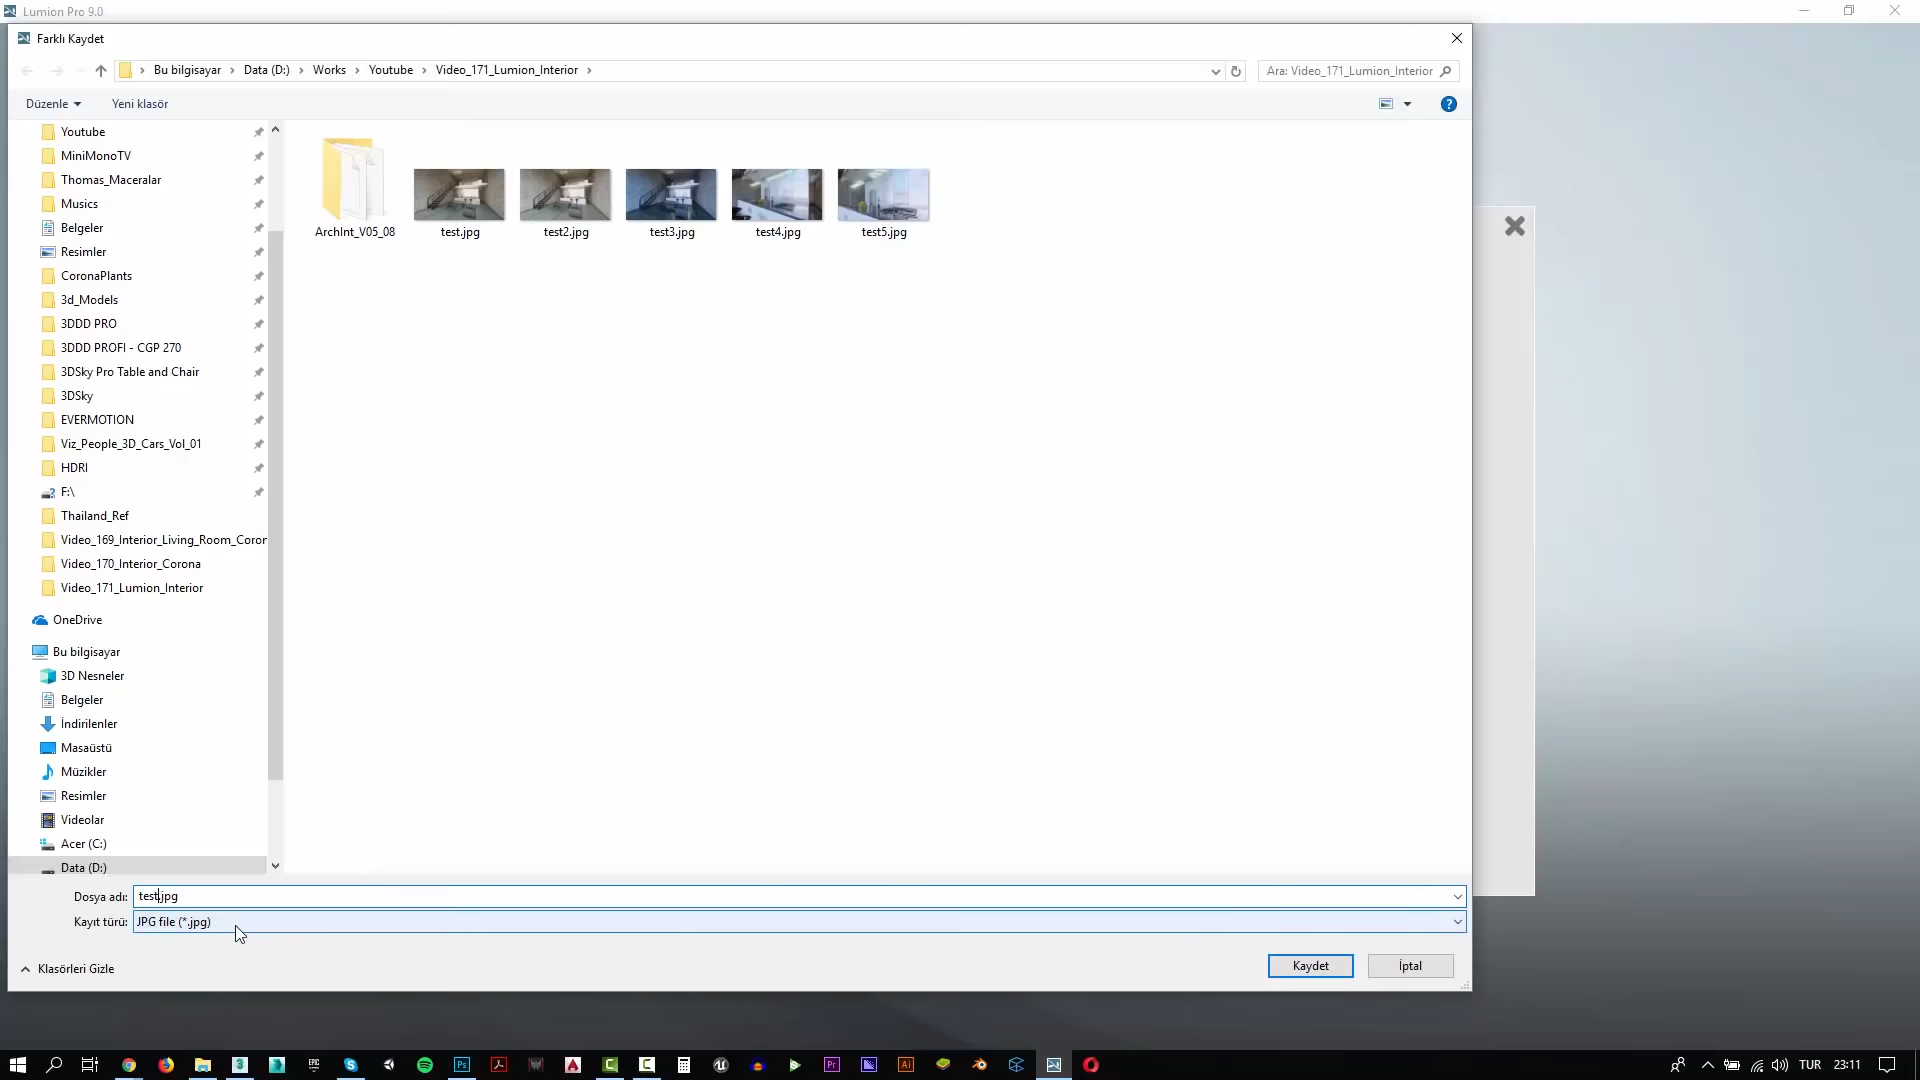 Lumion Pro 9.0
Farklı Kaydet
Bu bilgisayar > Data (D:) > Works > Youtube > Video_171_Lumion_Interior >
Ara: Video_171_Lumion_Interior
Düzenle
Yeni klasör
Youtube
MiniMonoTV
Thomas_Maceralar
Musics
Belgeler
Resimler
CoronaPlants
3d_Models
3DDD PRO
3DDD PROFI - CGP 270
3DSky Pro Table and Chair
3DSky
EVERMOTION
Viz_People_3D_Cars_Vol_01
HDRI
F:\
Thailand_Ref
Video_169_Interior_Living_Room_Coror
Video_170_Interior_Corona
Video_171_Lumion_Interior
OneDrive
Bu bilgisayar
3D Nesneler
Belgeler
İndirilenler
Masaüstü
Müzikler
Resimler
Videolar
Acer (C:)
Data (D:)
ArchInt_V05_08
test.jpg
test2.jpg
test3.jpg
test4.jpg
test5.jpg
Dosya adı: test.jpg
Kayıt türü: JPG file (*.jpg)
Klasörleri Gizle
Kaydet
İptal
TUR
23:11